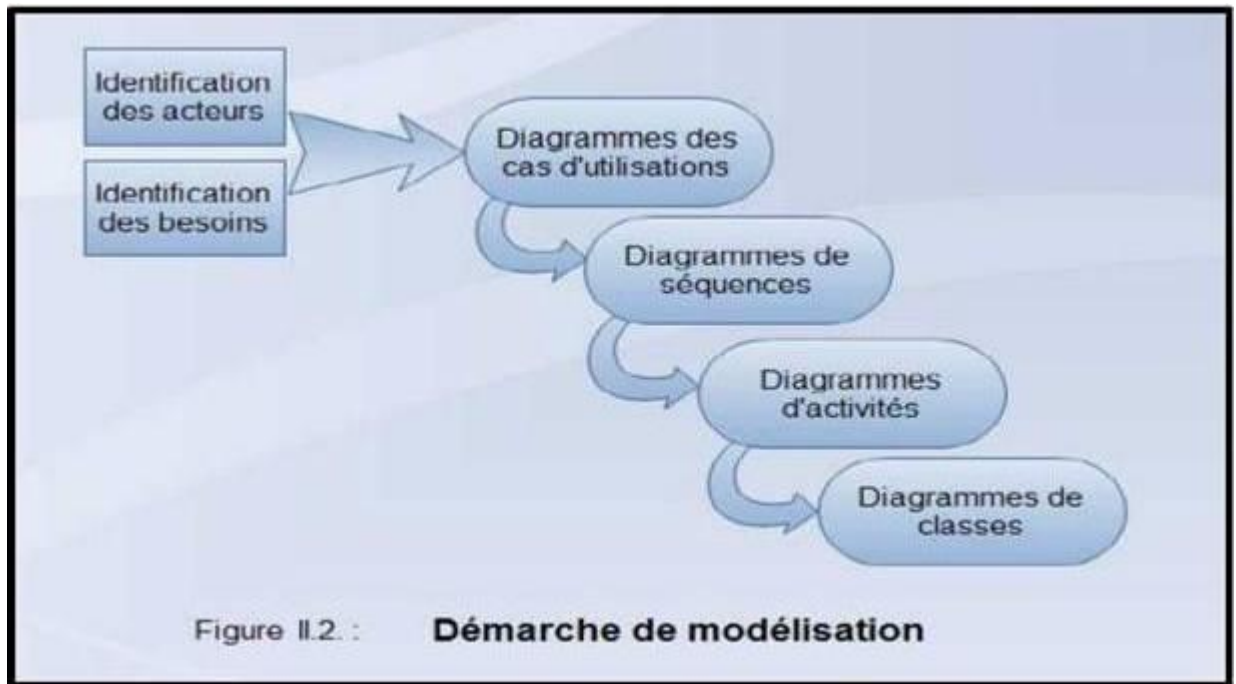 Identification
des acteurs
Identification
des besoins
Diagrammes des
cas d'utilisations
Diagrammes de
séquences
Diagrammes
d'activités
Diagrammes de
classes
Figure II.2. : Démarche de modélisation